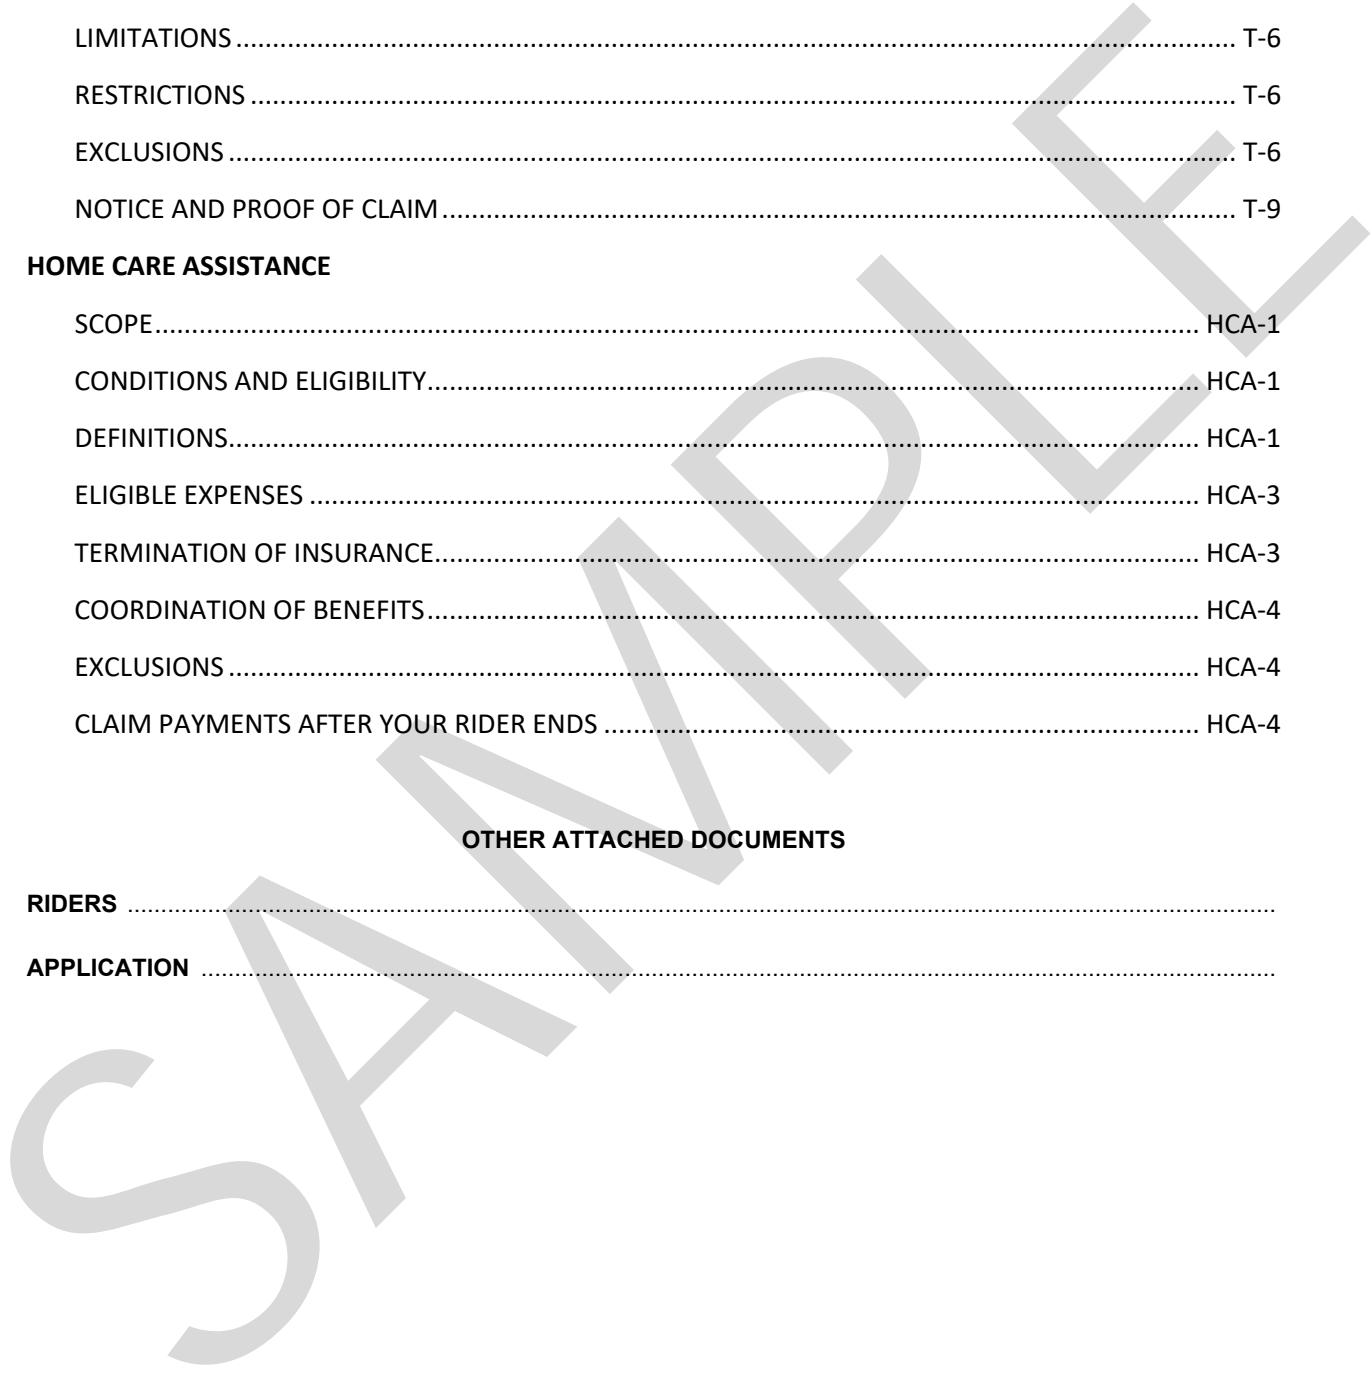 LIMITATIONS ........ T-6
RESTRICTIONS ........ T-6
EXCLUSIONS ........ T-6
NOTICE AND PROOF OF CLAIM ........ T-9
HOME CARE ASSISTANCE
SCOPE ........ HCA-1
CONDITIONS AND ELIGIBILITY ........ HCA-1
DEFINITIONS ........ HCA-1
ELIGIBLE EXPENSES ........ HCA-3
TERMINATION OF INSURANCE ........ HCA-3
COORDINATION OF BENEFITS ........ HCA-4
EXCLUSIONS ........ HCA-4
CLAIM PAYMENTS AFTER YOUR RIDER ENDS ........ HCA-4
OTHER ATTACHED DOCUMENTS
RIDERS ........
APPLICATION ........
SAMPLE